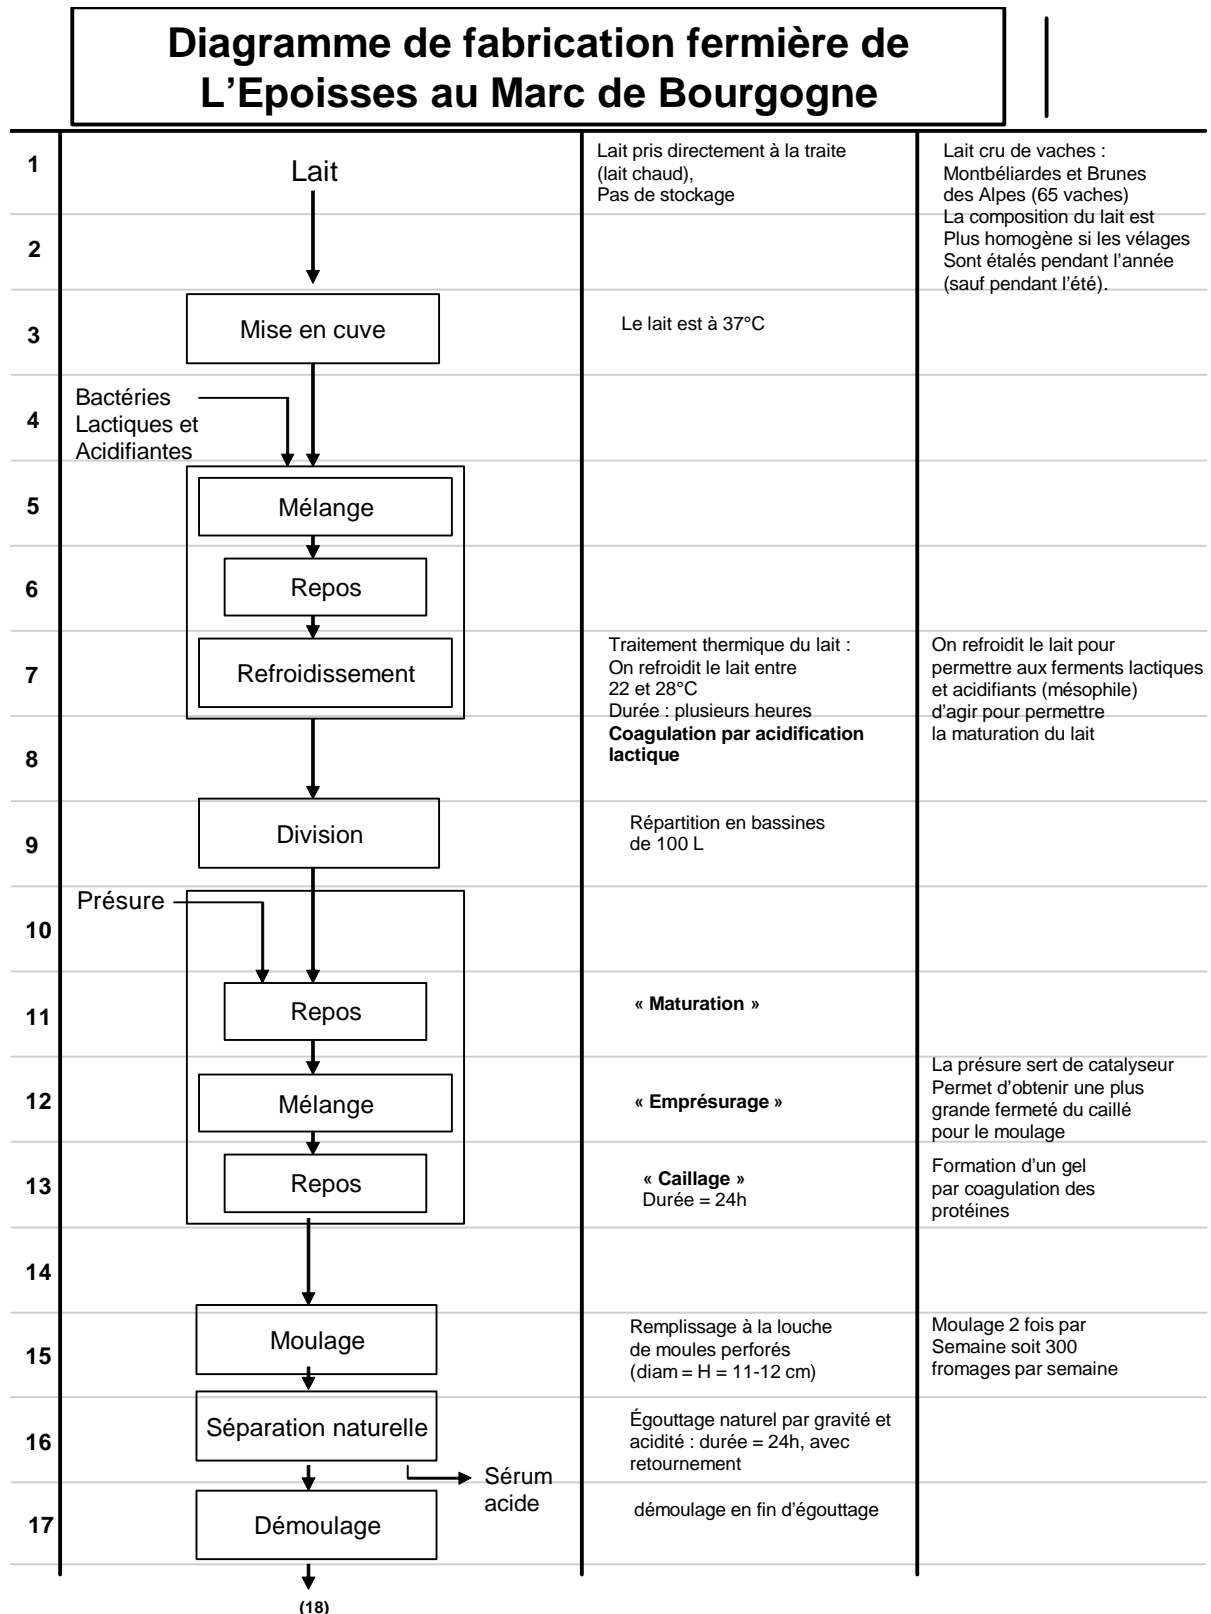 Diagramme de fabrication fermière de
L'Epoisses au Marc de Bourgogne
1
Lait
Lait pris directement à la traite
(lait chaud),
Pas de stockage
Lait cru de vaches :
Montbéliardes et Brunes
des Alpes (65 vaches)
La composition du lait est
Plus homogène si les vélages
Sont étalés pendant l'année
(sauf pendant l'été).
2
3
Mise en cuve
Le lait est à 37°C
4
Bactéries
Lactiques et
Acidifiantes
5
Mélange
6
Repos
7
Refroidissement
Traitement thermique du lait :
On refroidit le lait entre
22 et 28°C
Durée : plusieurs heures
Coagulation par acidification
lactique
On refroidit le lait pour
permettre aux ferments lactiques
et acidifiants (mésophile)
d'agir pour permettre
la maturation du lait
8
9
Division
Répartition en bassines
de 100 L
Présure
10
11
Repos
« Maturation »
12
Mélange
« Emprésurage »
La présure sert de catalyseur
Permet d'obtenir une plus
grande fermeté du caillé
pour le moulage
13
Repos
« Caillage »
Durée = 24h
Formation d'un gel
par coagulation des
protéines
14
15
Moulage
Remplissage à la louche
de moules perforés
(diam = H = 11-12 cm)
Moulage 2 fois par
Semaine soit 300
fromages par semaine
16
Séparation naturelle
Égouttage naturel par gravité et
acidité : durée = 24h, avec
retournement
Sérum
acide
17
Démoulage
démoulage en fin d'égouttage
(18)